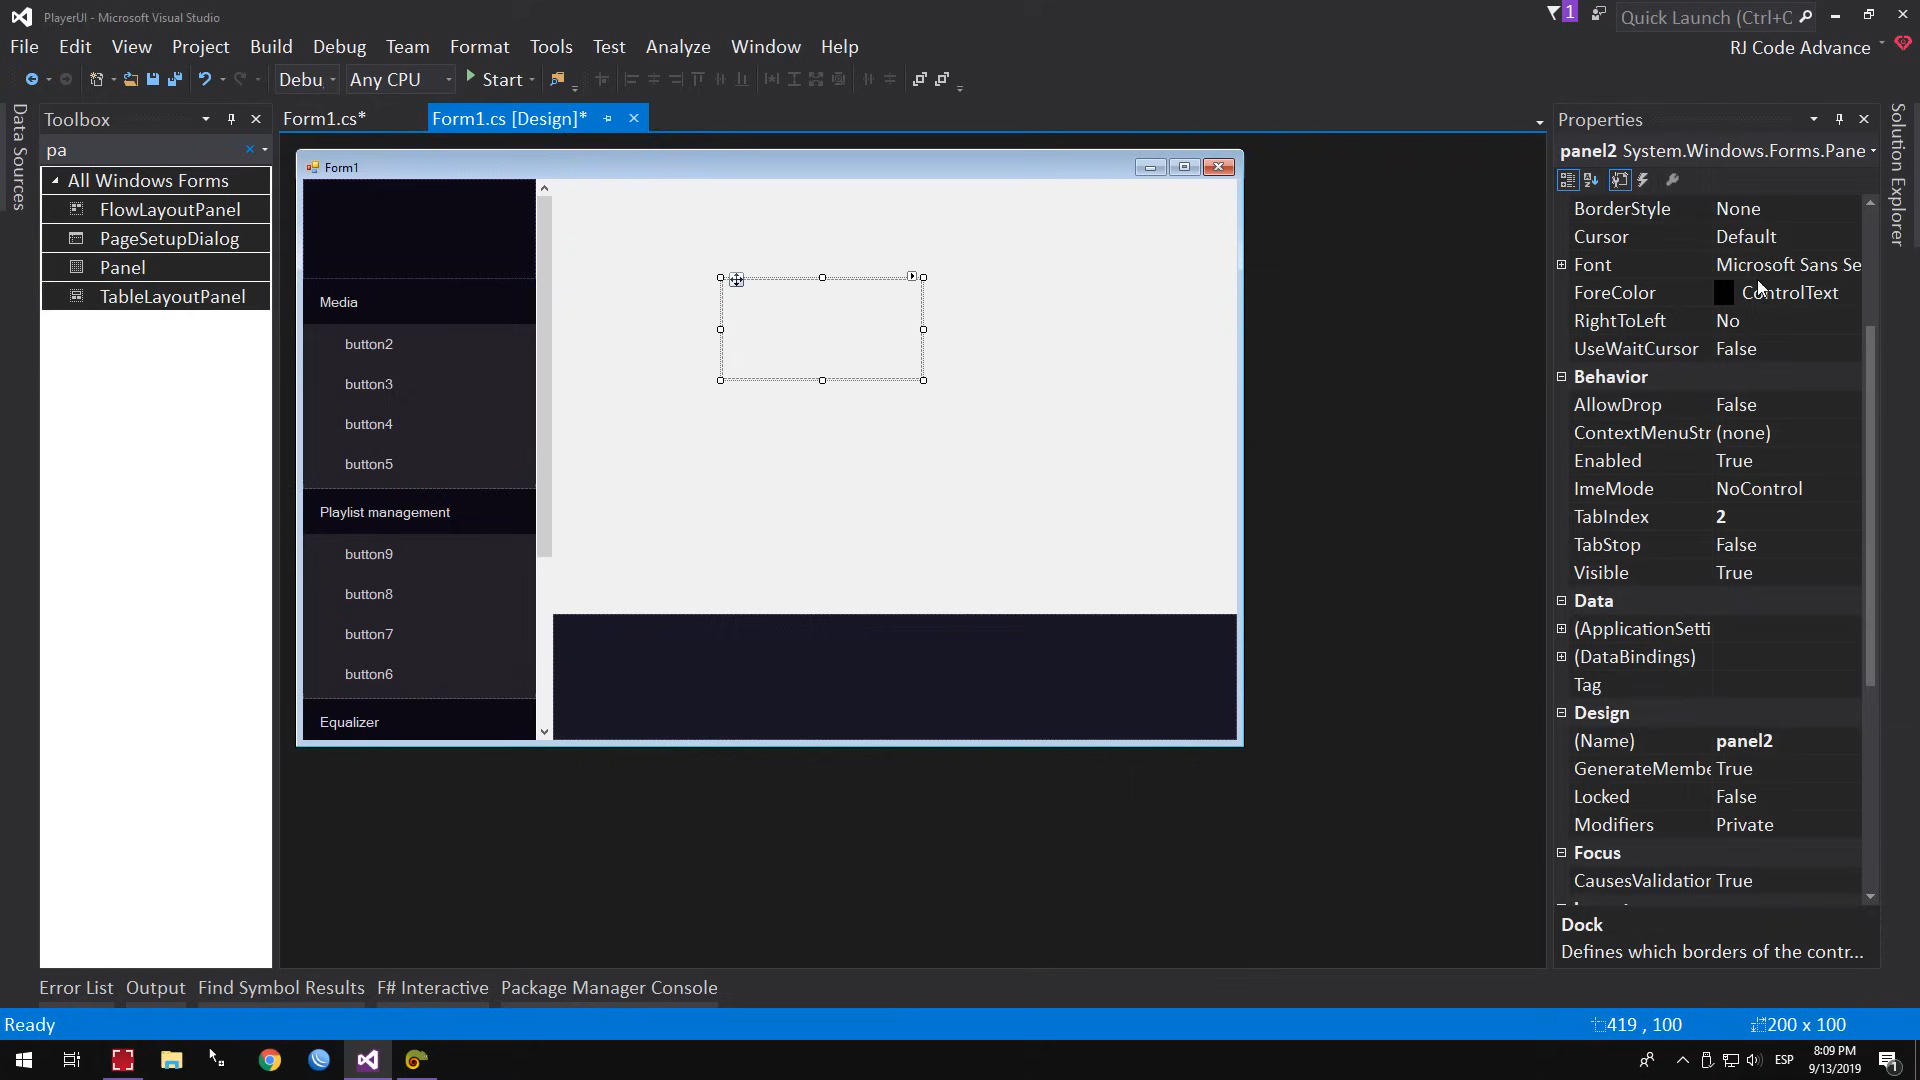 PlayerUI - Microsoft Visual Studio
1
Quick Launch (Ctrl+Q
File Edit View Project Build Debug Team Format Tools Test Analyze Window Help
RJ Code Advance
Debu Any CPU Start
Data Sources
Toolbox
Form1.cs*
Form1.cs [Design]*
Properties
Solution Explorer
pa
panel2 System.Windows.Forms.Pane
All Windows Forms
FlowLayoutPanel
PageSetupDialog
Panel
TableLayoutPanel
Form1
Media
button2
button3
button4
button5
Playlist management
button9
button8
button7
button6
Equalizer
BorderStyle None
Cursor Default
Font Microsoft Sans Se
ForeColor ControlText
RightToLeft No
UseWaitCursor False
Behavior
AllowDrop False
ContextMenuStr (none)
Enabled True
ImeMode NoControl
TabIndex 2
TabStop False
Visible True
Data
(ApplicationSetti
(DataBindings)
Tag
Design
(Name) panel2
GenerateMembe True
Locked False
Modifiers Private
Focus
CausesValidation True
Dock
Defines which borders of the contr...
Error List Output Find Symbol Results F# Interactive Package Manager Console
Ready
419 , 100
200 x 100
ESP
8:09 PM
9/13/2019
1